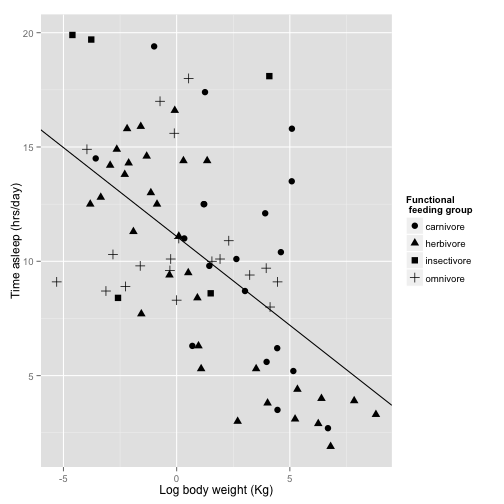 20
15
10
5
Time asleep (hrs/day)
-5 0 5
Log body weight (Kg)
Functional
feeding group
carnivore
herbivore
insectivore
omnivore